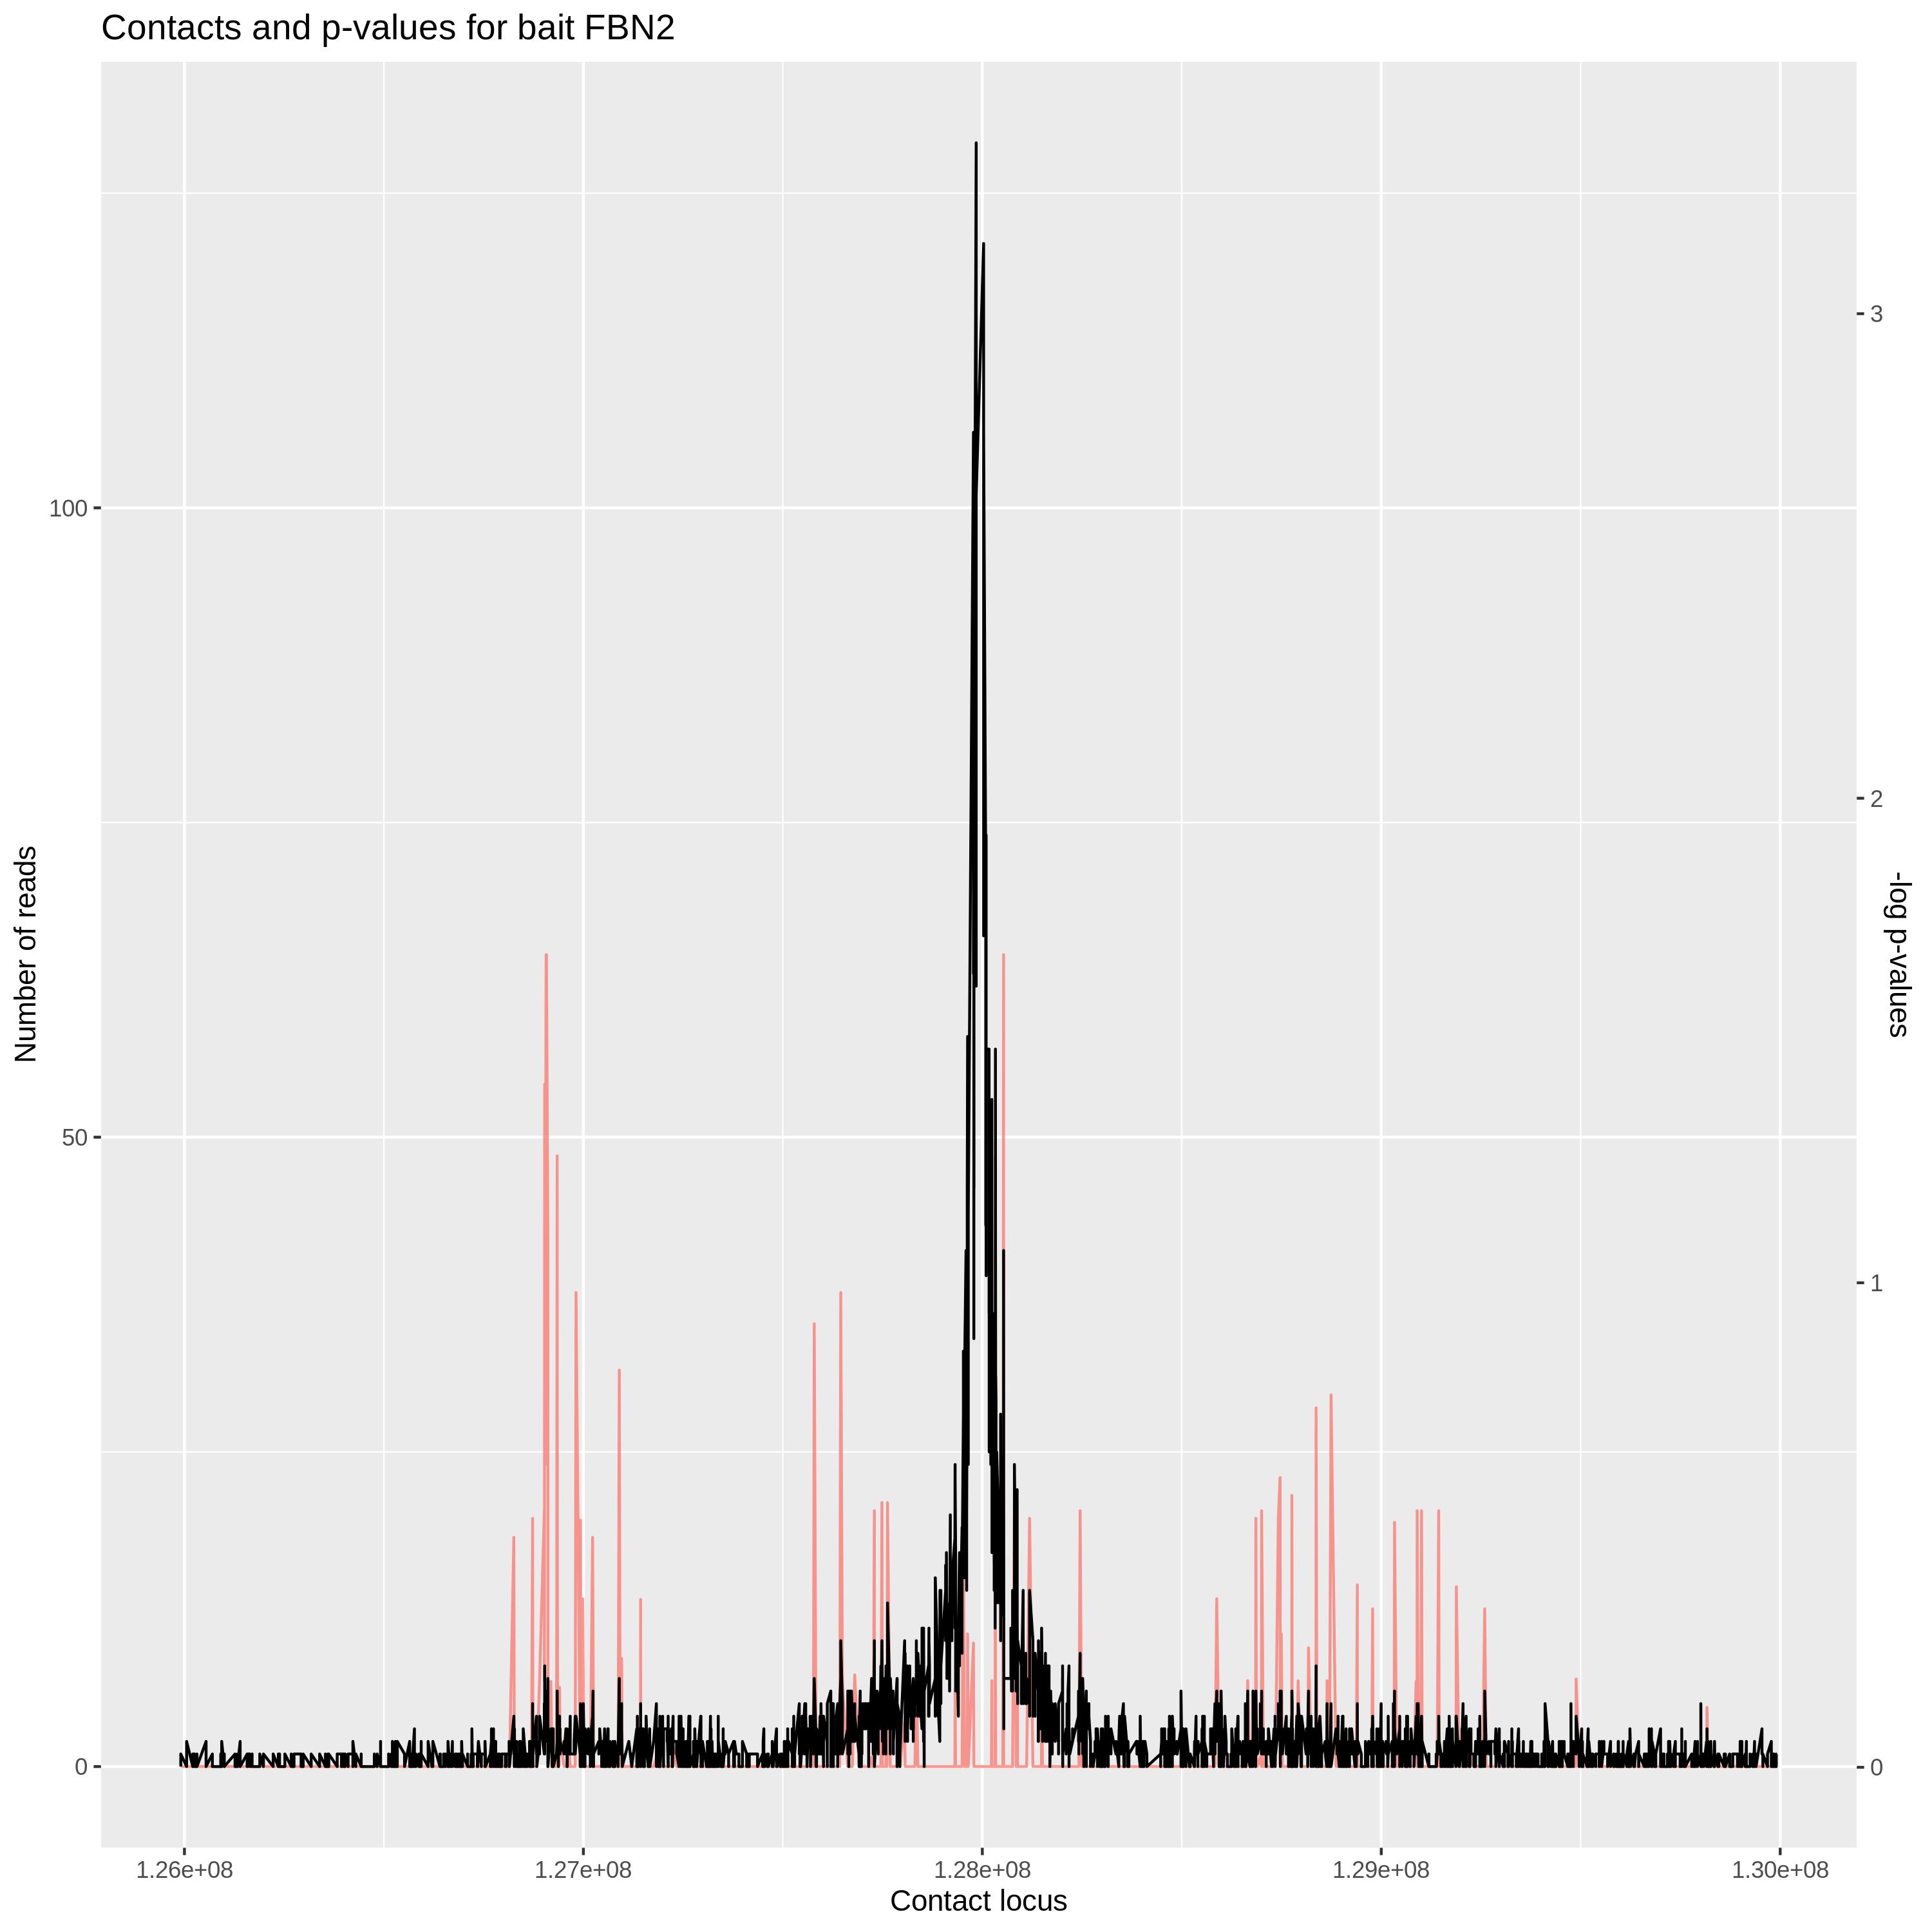 Contacts and p-values for bait FBN2
Number of reads
100
50
0
3
2
1
0
-log p-values
1.26e+08 1.27e+08 1.28e+08 1.29e+08 1.30e+08
Contact locus